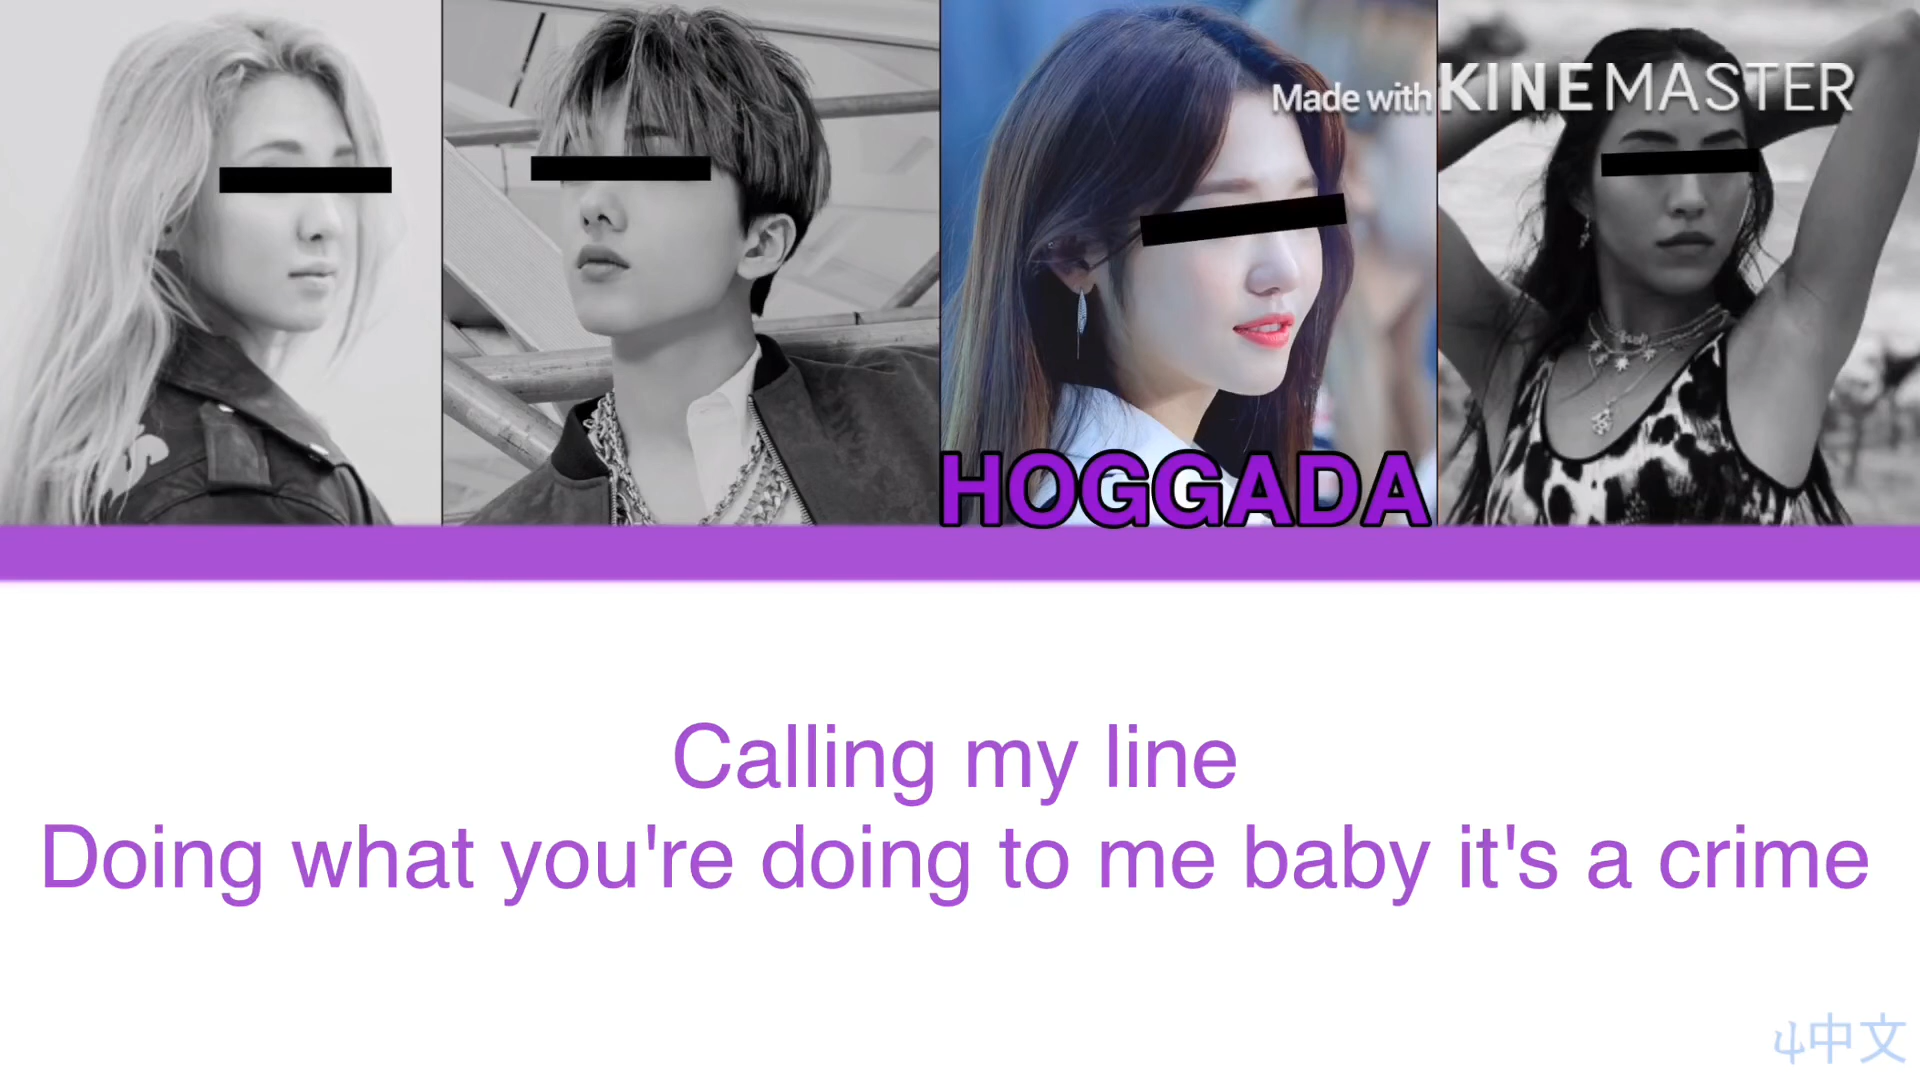 Made with KINEMASTER
HOGGADA
Calling my line
Doing what you're doing to me baby it's a crime
中文